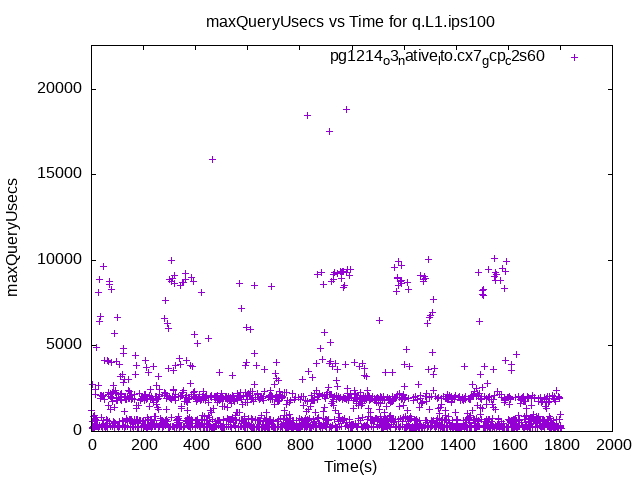 maxQueryUsecs vs Time for q.L1.ips100
pg1214_o3_native_lto.cx7_gcp_c2s60
20000
15000
10000
5000
0
maxQueryUsecs
0 200 400 600 800 1000 1200 1400 1600 1800 2000
Time(s)